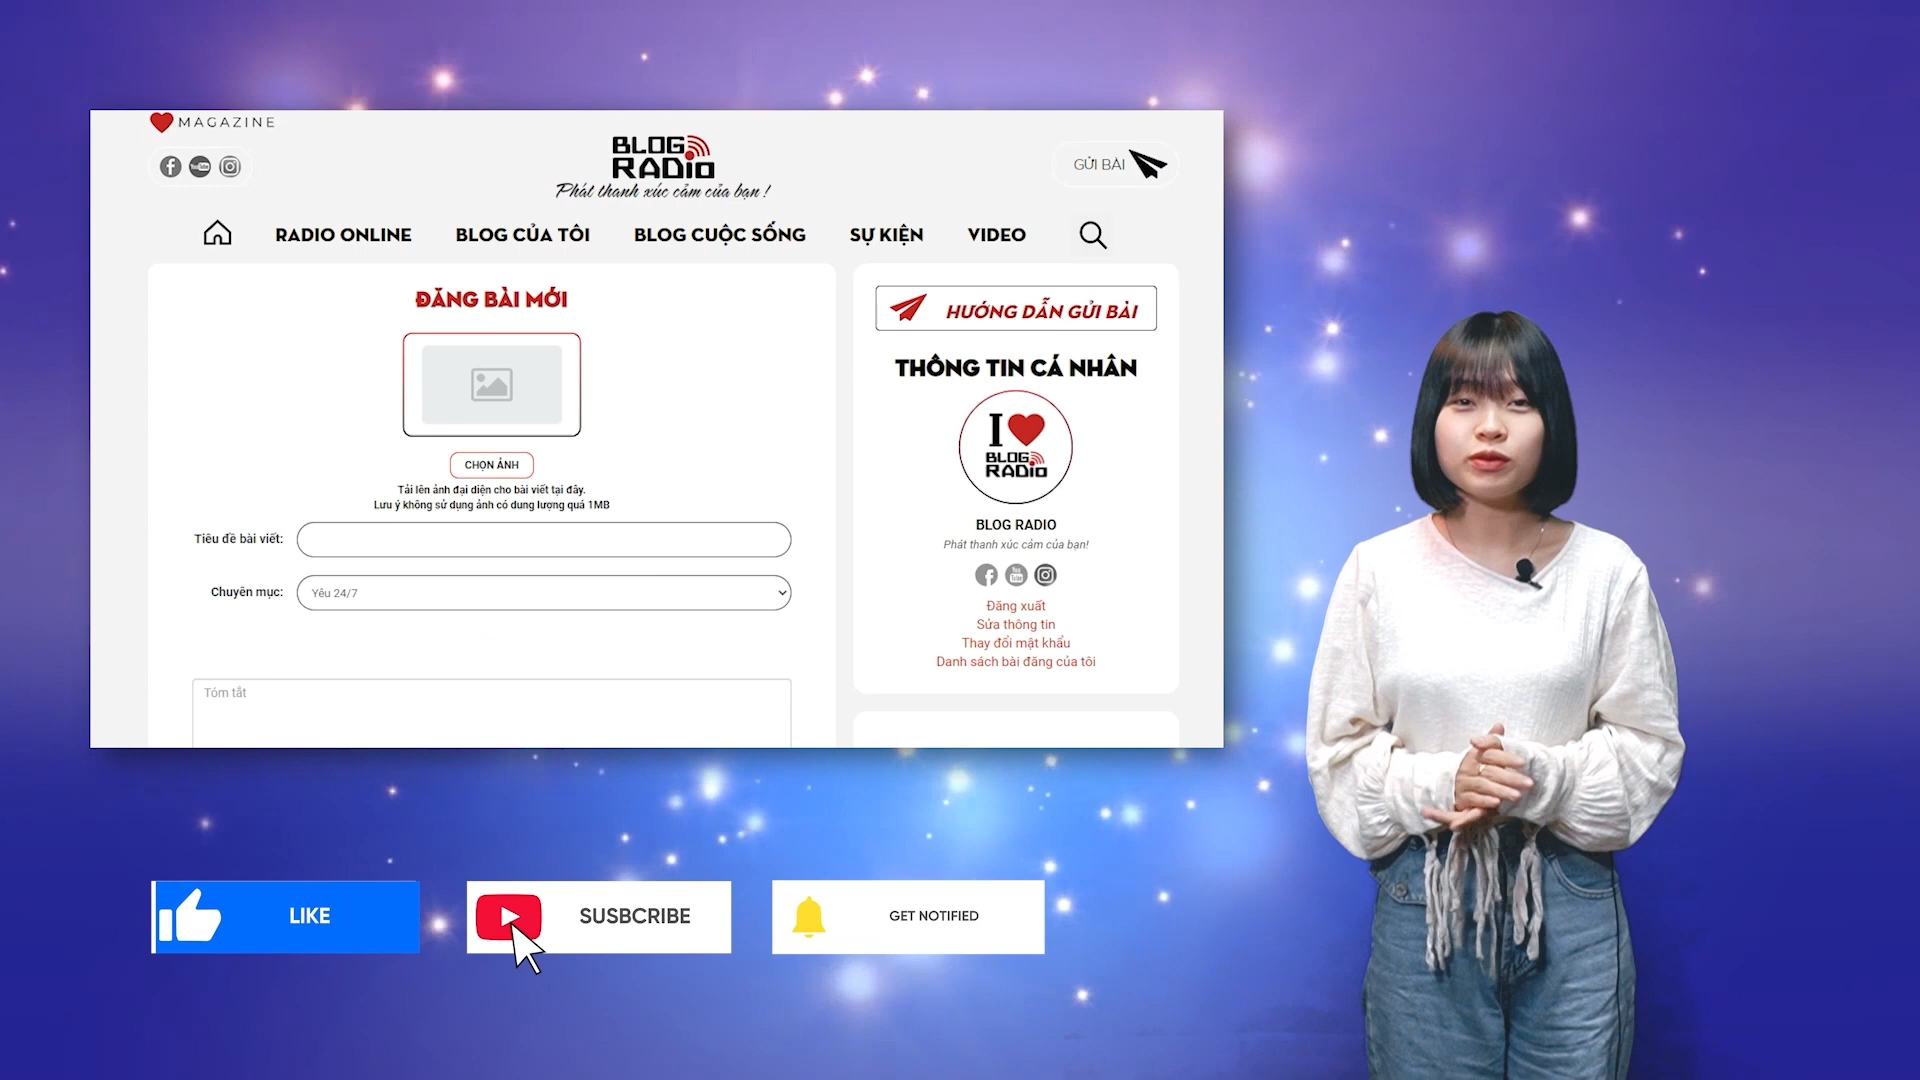 MAGAZINE
BLOG
RADIO
Phát thanh xúc cảm của bạn !
GỬI BÀI
RADIO ONLINE
BLOG CỦA TÔI
BLOG CUỘC SỐNG
SỰ KIỆN
VIDEO
ĐĂNG BÀI MỚI
CHỌN ẢNH
Tải lên ảnh đại diện cho bài viết tại đây.
Lưu ý không sử dụng ảnh có dung lượng quá 1MB
Tiêu đề bài viết:
Chuyên mục:
Yêu 24/7
Tóm tắt
HƯỚNG DẪN GỬI BÀI
THÔNG TIN CÁ NHÂN
I
BLOG
RADIO
BLOG RADIO
Phát thanh xúc cảm của bạn!
Đăng xuất
Sửa thông tin
Thay đổi mật khẩu
Danh sách bài đăng của tôi
LIKE
SUSBCRIBE
GET NOTIFIED